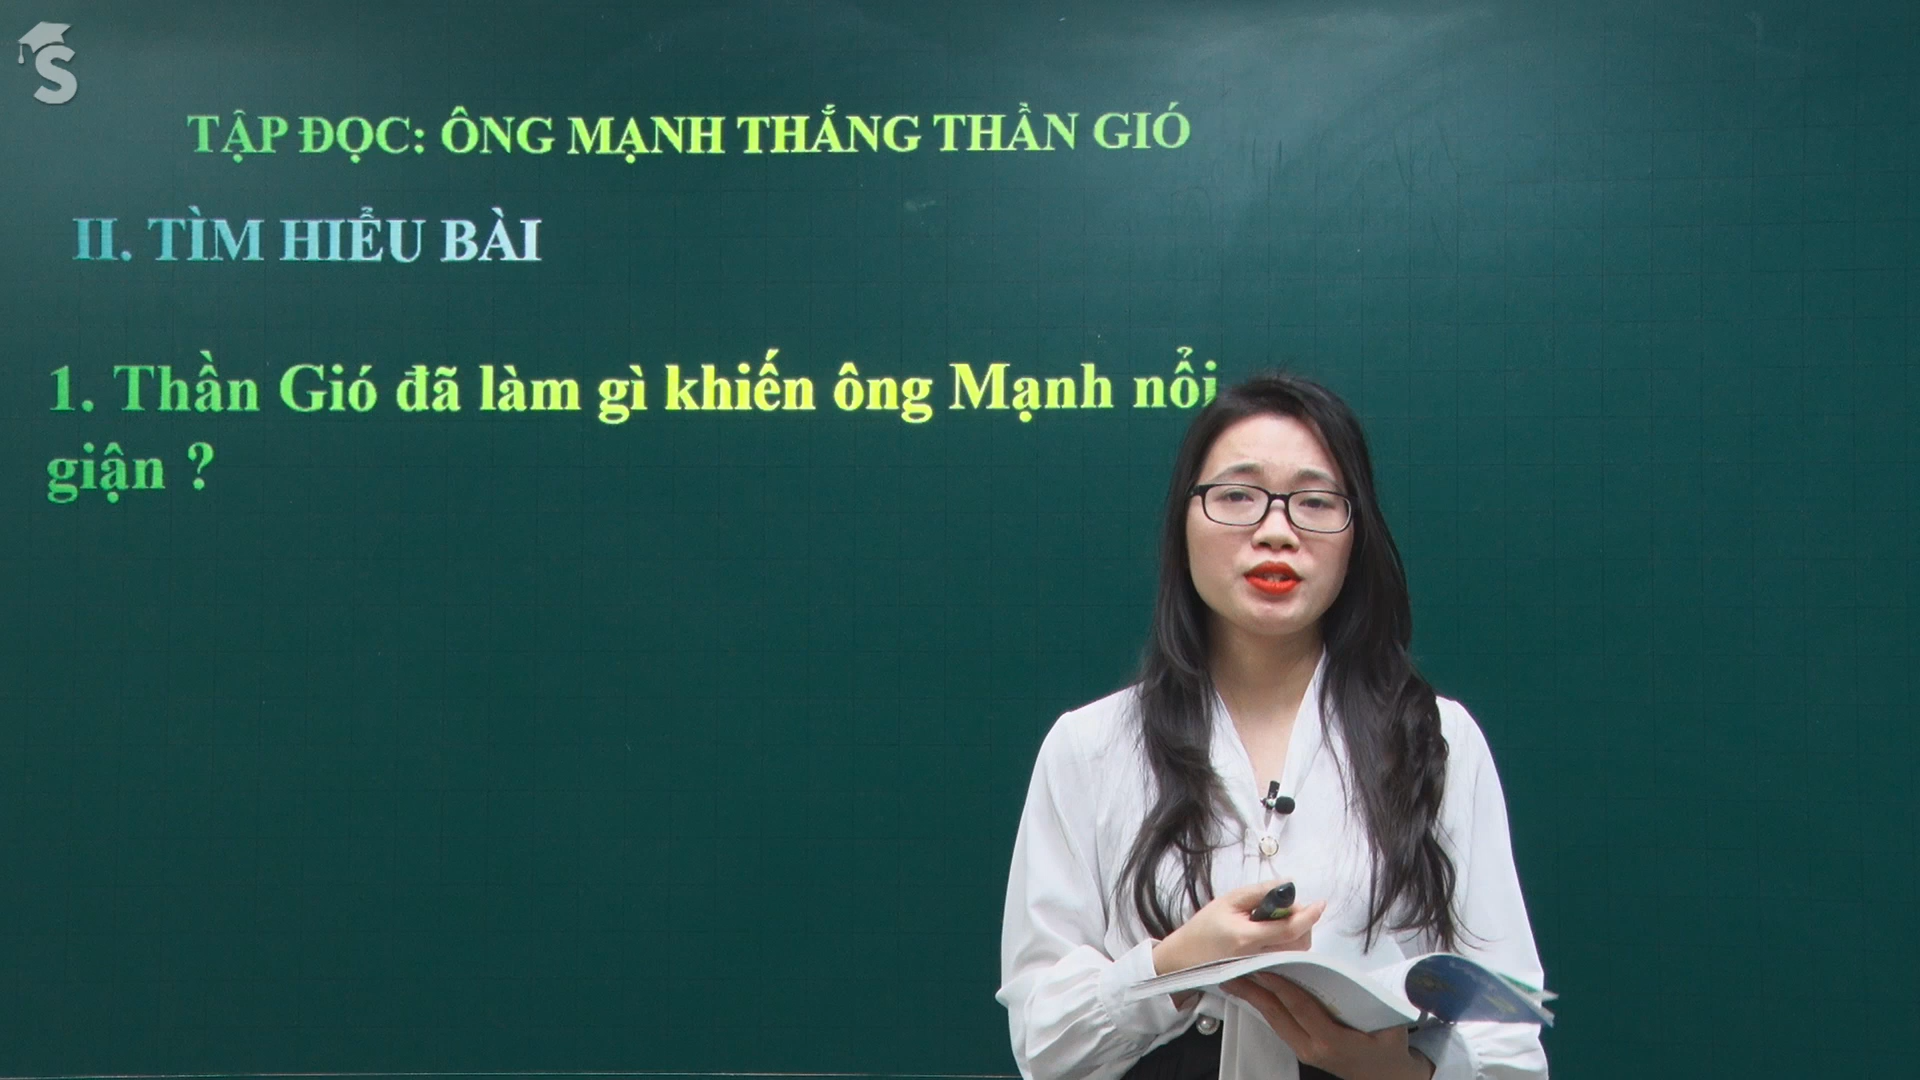 S
TẬP ĐỌC: ÔNG MẠNH THẮNG THẦN GIÓ
II. TÌM HIỂU BÀI
1. Thần Gió đã làm gì khiến ông Mạnh nổi
giận ?